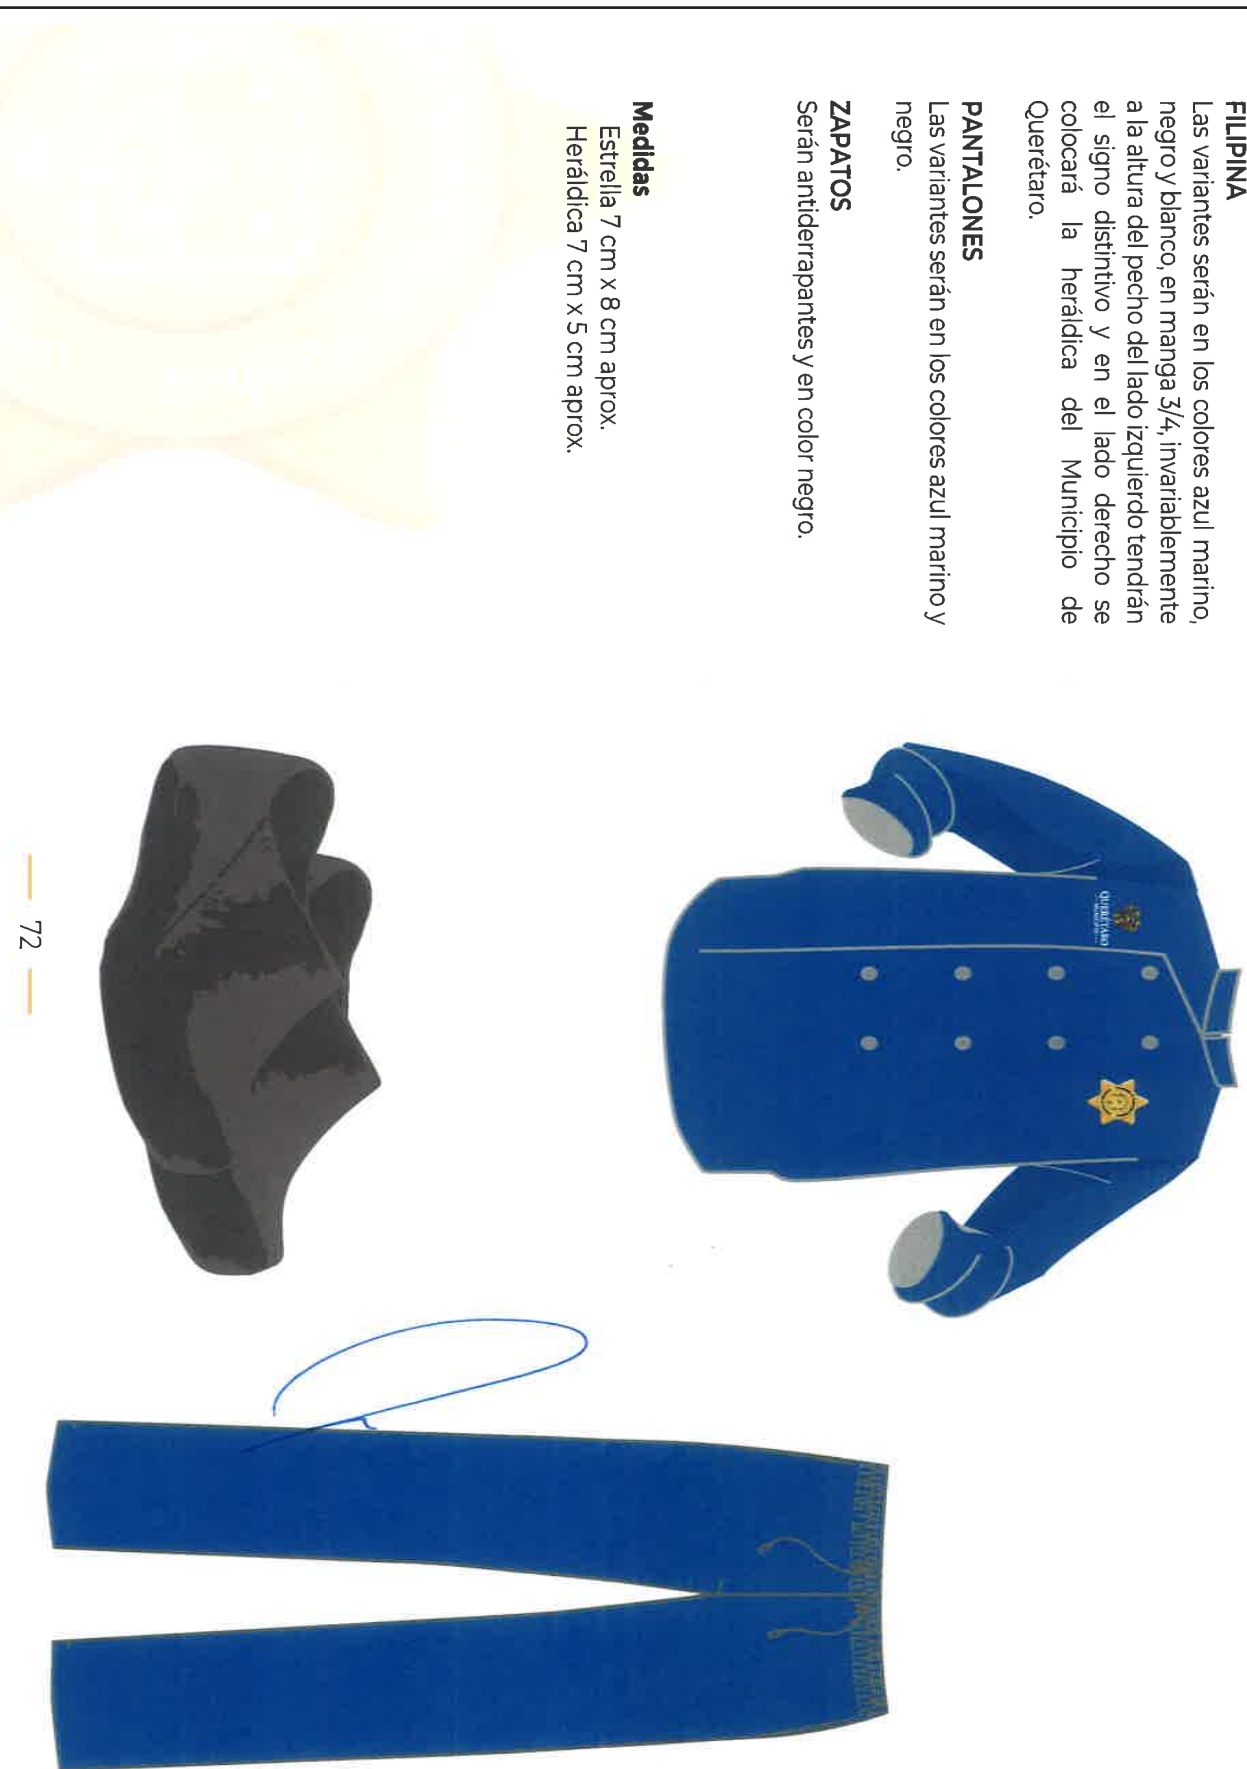 FILIPINA
Las variantes serán en los colores azul marino,
negro y blanco, en manga 3/4, invariablemente
a la altura del pecho del lado izquierdo tendrán
el signo distintivo y en el lado derecho se
colocará la heráldica del Municipio de
Querétaro.
PANTALONES
Las variantes serán en los colores azul marino y
negro.
ZAPATOS
Serán antiderrapantes y en color negro.
Medidas
Estrella 7 cm x 8 cm aprox.
Heráldica 7 cm x 5 cm aprox.
QUERÉTARO
MUNICIPIO
72